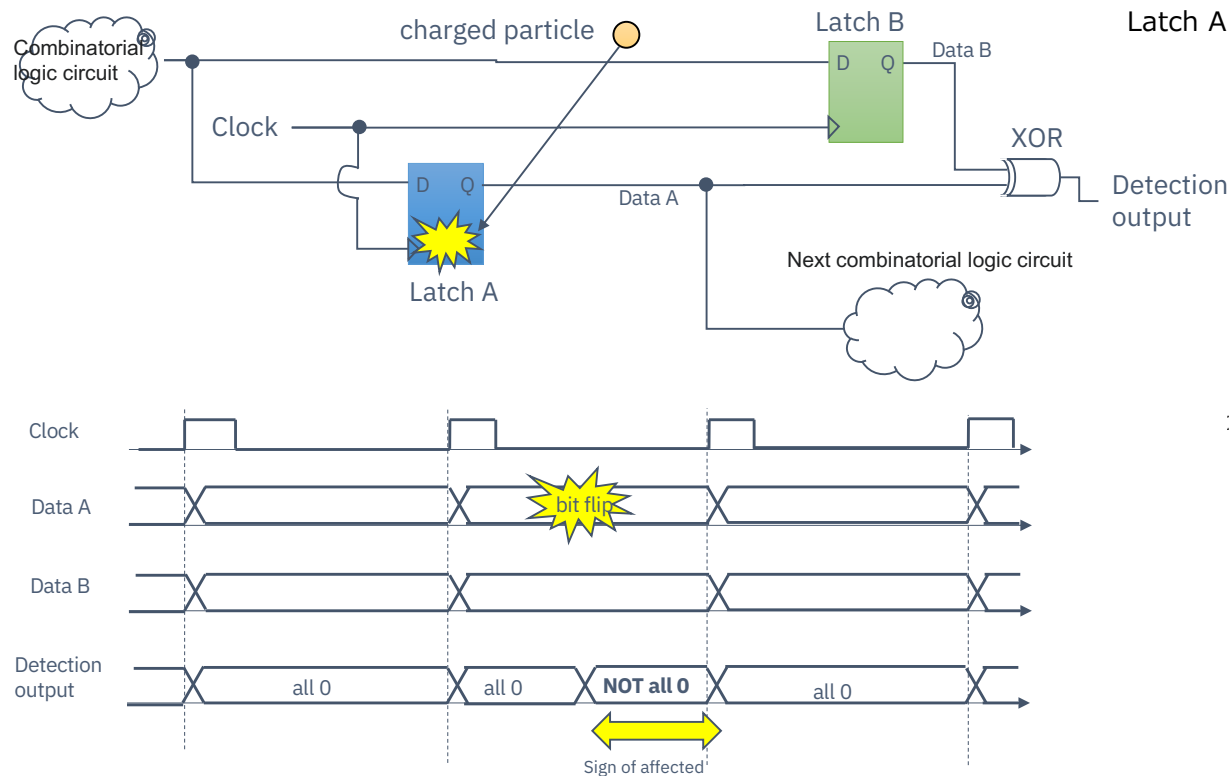 Combinatorial
logic circuit
charged particle
Latch B
Latch A
D Q
Data B
Clock
XOR
D Q
Data A
Detection
output
Latch A
Next combinatorial logic circuit
Clock
Data A
bit flip
Data B
Detection
output
all 0
all 0
NOT all 0
all 0
Sign of affected